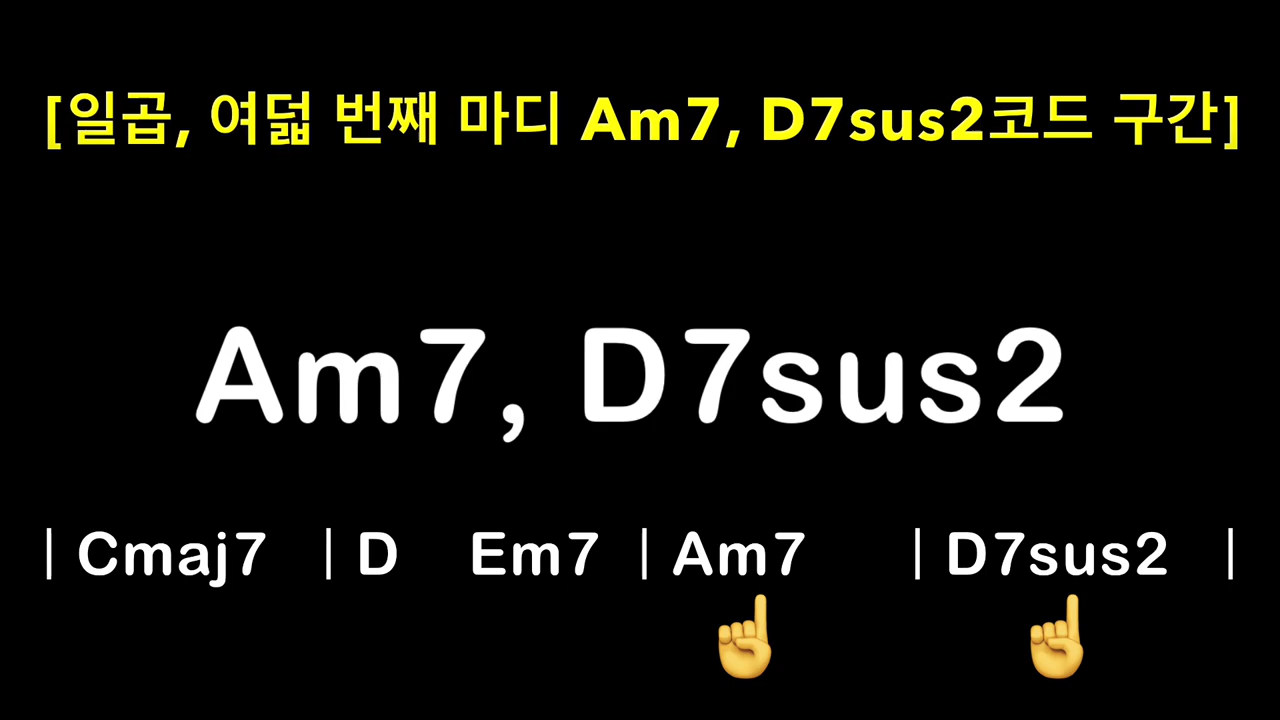 [일곱, 여덟 번째 마디 Am7, D7sus2코드 구간]
Am7, D7sus2
| Cmaj7 | D Em7 | Am7 | D7sus2 |